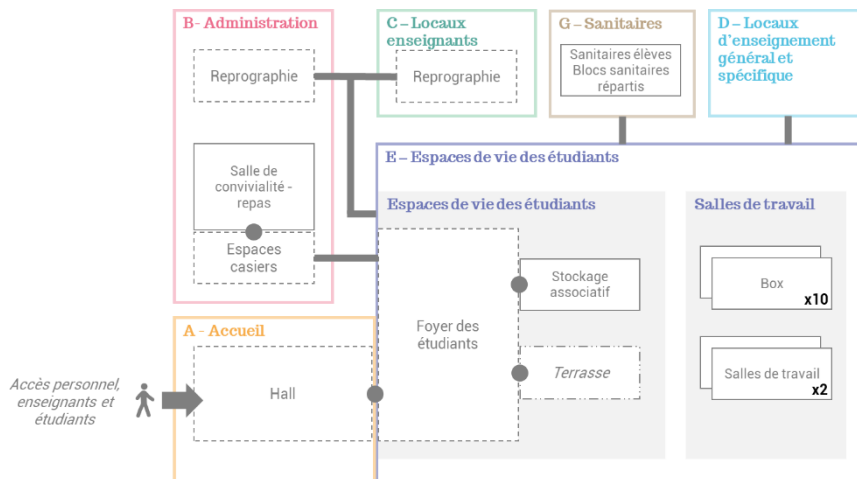 B- Administration
Reprographie
Salle de
convivialité -
repas
Espaces
casiers
C – Locaux
enseignants
Reprographie
G – Sanitaires
Sanitaires élèves
Blocs sanitaires
répartis
D – Locaux
d'enseignement
général et
spécifique
E – Espaces de vie des étudiants
Espaces de vie des étudiants
Foyer des
étudiants
Stockage
associatif
Terrasse
Salles de travail
Box
x10
Salles de travail
x2
A - Accueil
Hall
Accès personnel,
enseignants et
étudiants